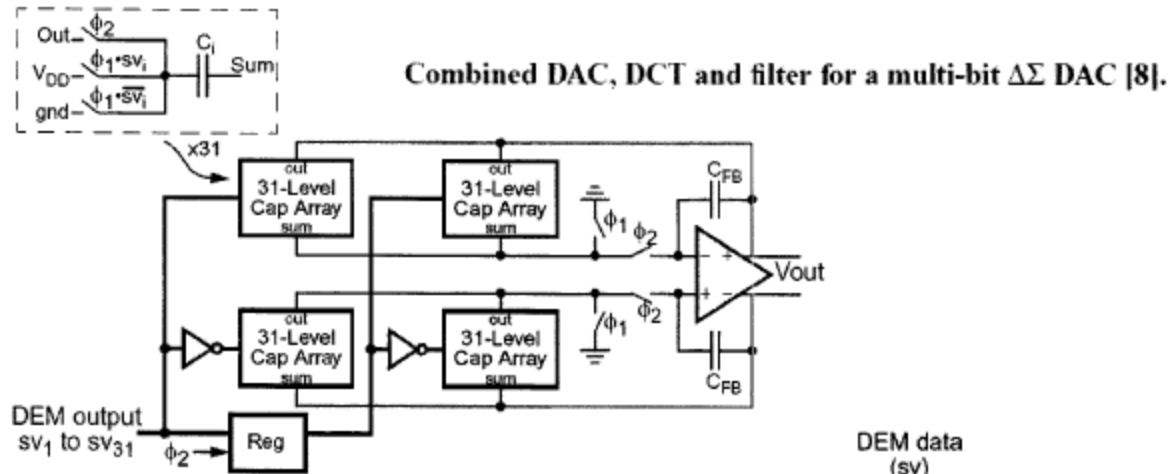 Combined DAC, DCT and filter for a multi-bit ΔΣ DAC [8].
Out ϕ2
VDD ϕ1•svi
gnd ϕ1•s̅v̅i
Ci
Sum
x31
out
31-Level
Cap Array
sum
out
31-Level
Cap Array
sum
ϕ1
ϕ2
CFB
- +
+ -
Vout
out
31-Level
Cap Array
sum
out
31-Level
Cap Array
sum
ϕ1
ϕ2
CFB
DEM output
sv1 to sv31
ϕ2
Reg
DEM data
(sv)